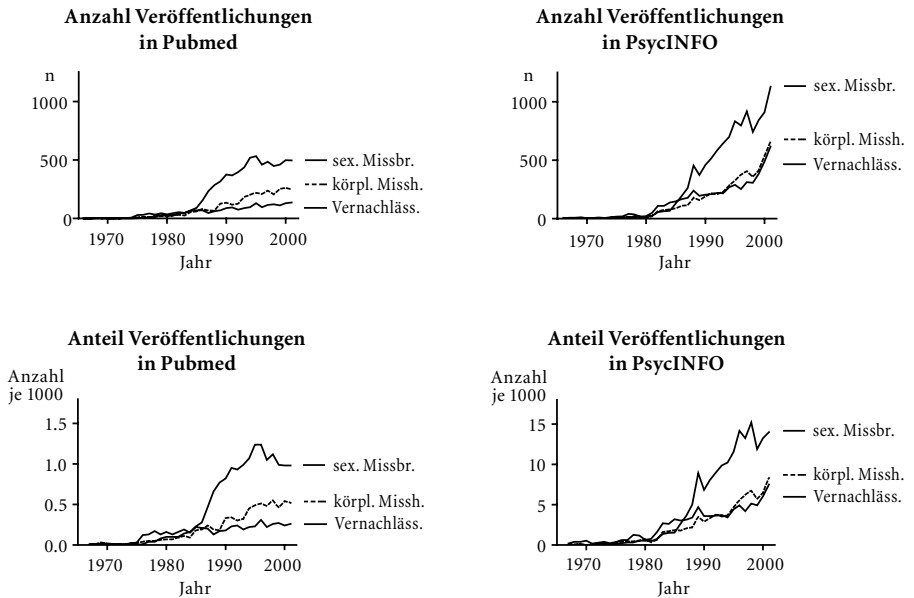 Anzahl Veröffentlichungen
in Pubmed
n
1000
500
0
1970 1980 1990 2000
Jahr
sex. Missbr.
körpl. Missh.
Vernachläss.
Anzahl Veröffentlichungen
in PsycINFO
n
1000
500
0
1970 1980 1990 2000
Jahr
sex. Missbr.
körpl. Missh.
Vernachläss.
Anteil Veröffentlichungen
in Pubmed
Anzahl
je 1000
1.5
1.0
0.5
0.0
1970 1980 1990 2000
Jahr
sex. Missbr.
körpl. Missh.
Vernachläss.
Anteil Veröffentlichungen
in PsycINFO
Anzahl
je 1000
15
10
5
0
1970 1980 1990 2000
Jahr
sex. Missbr.
körpl. Missh.
Vernachläss.